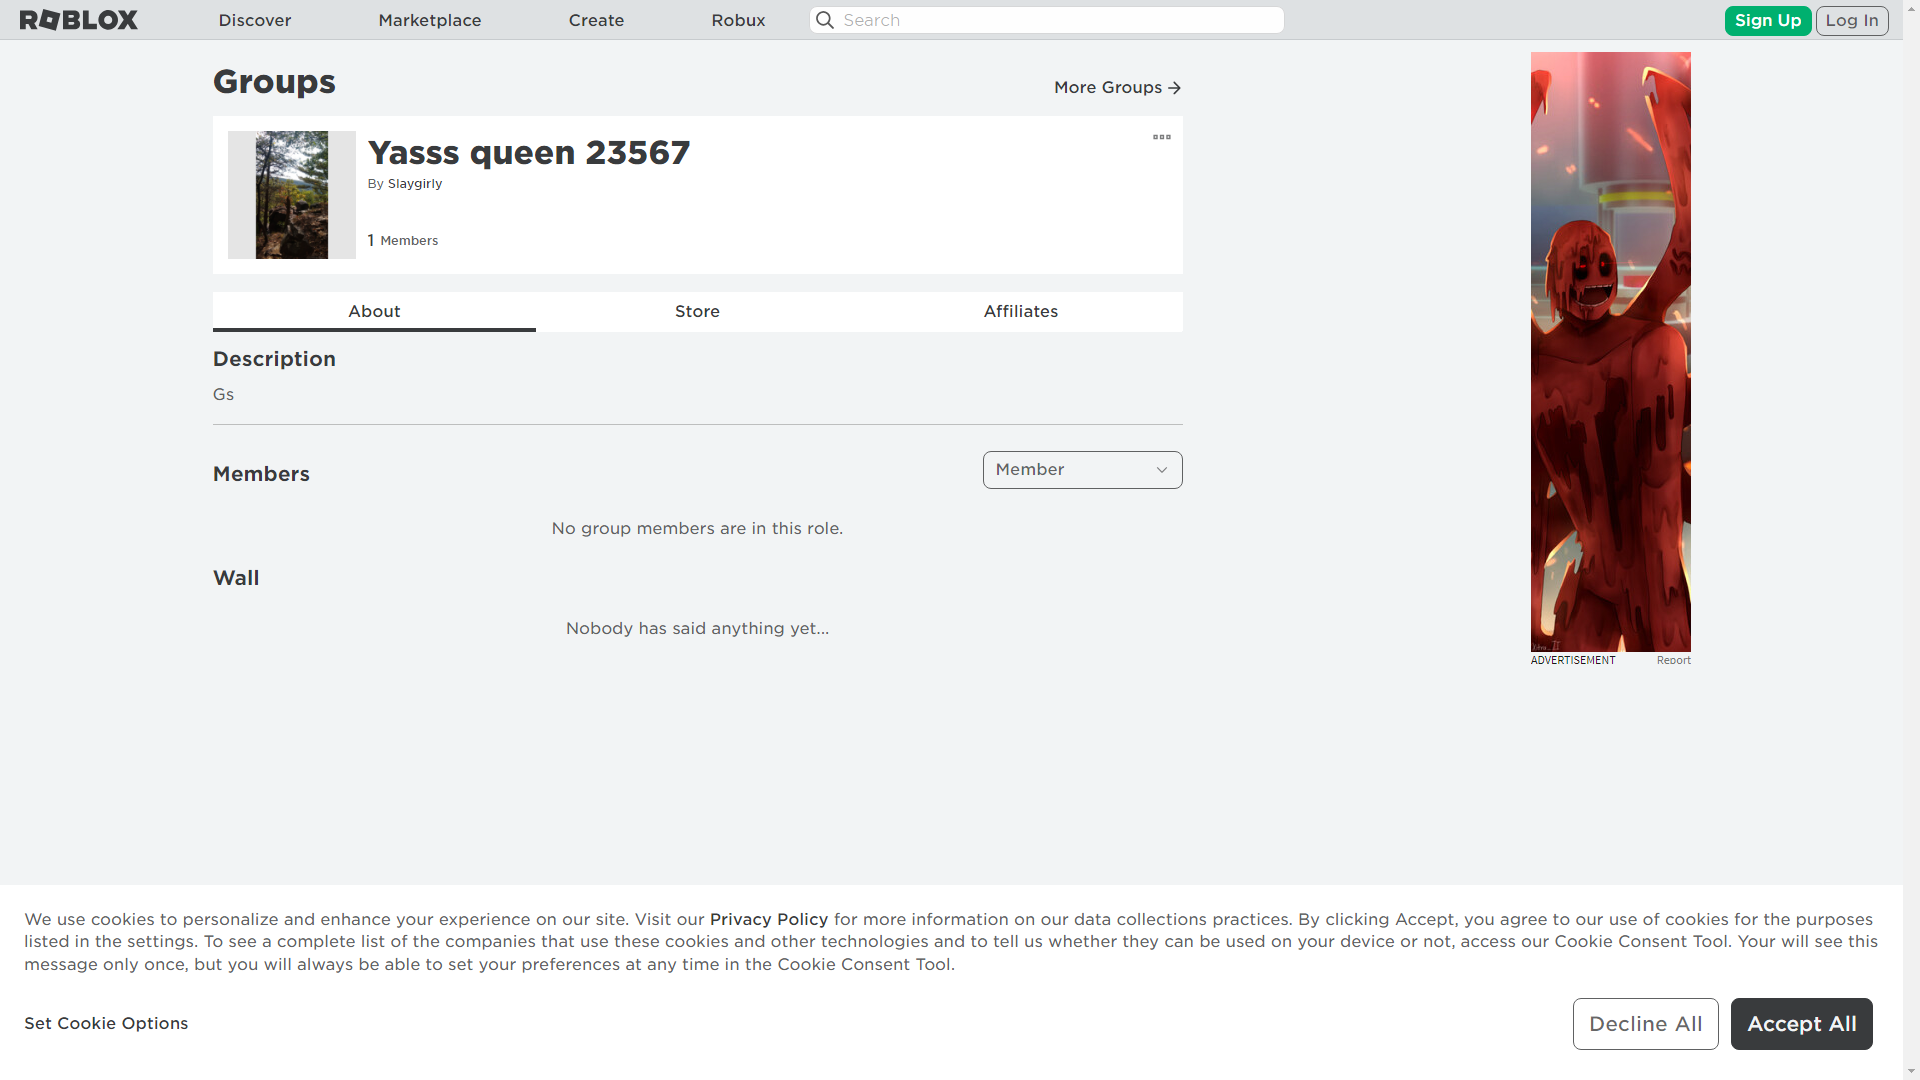 ROBLOX
Discover
Marketplace
Create
Robux
Search
Sign Up
Log In
Groups
More Groups
Yasss queen 23567
By Slaygirly
1 Members
About
Store
Affiliates
Description
Gs
Members
Member
No group members are in this role.
Wall
Nobody has said anything yet...
ADVERTISEMENT
Report
We use cookies to personalize and enhance your experience on our site. Visit our Privacy Policy for more information on our data collections practices. By clicking Accept, you agree to our use of cookies for the purposes
listed in the settings. To see a complete list of the companies that use these cookies and other technologies and to tell us whether they can be used on your device or not, access our Cookie Consent Tool. Your will see this
message only once, but you will always be able to set your preferences at any time in the Cookie Consent Tool.
Set Cookie Options
Decline All
Accept All